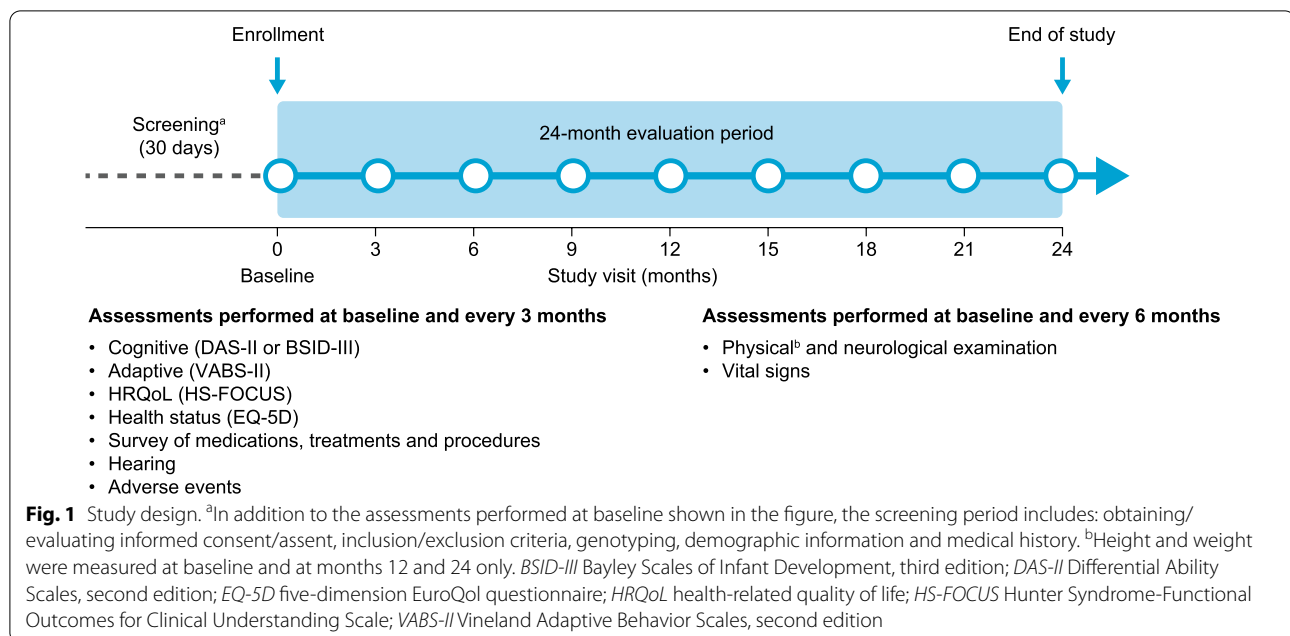 Enrollment
End of study
Screeningᵃ
(30 days)
24-month evaluation period
0 3 6 9 12 15 18 21 24
Baseline
Study visit (months)
Assessments performed at baseline and every 3 months
• Cognitive (DAS-II or BSID-III)
• Adaptive (VABS-II)
• HRQoL (HS-FOCUS)
• Health status (EQ-5D)
• Survey of medications, treatments and procedures
• Hearing
• Adverse events
Assessments performed at baseline and every 6 months
• Physicalᵇ and neurological examination
• Vital signs
Fig. 1 Study design. ᵃIn addition to the assessments performed at baseline shown in the figure, the screening period includes: obtaining/
evaluating informed consent/assent, inclusion/exclusion criteria, genotyping, demographic information and medical history. ᵇHeight and weight
were measured at baseline and at months 12 and 24 only. BSID-III Bayley Scales of Infant Development, third edition; DAS-II Differential Ability
Scales, second edition; EQ-5D five-dimension EuroQol questionnaire; HRQoL health-related quality of life; HS-FOCUS Hunter Syndrome-Functional
Outcomes for Clinical Understanding Scale; VABS-II Vineland Adaptive Behavior Scales, second edition